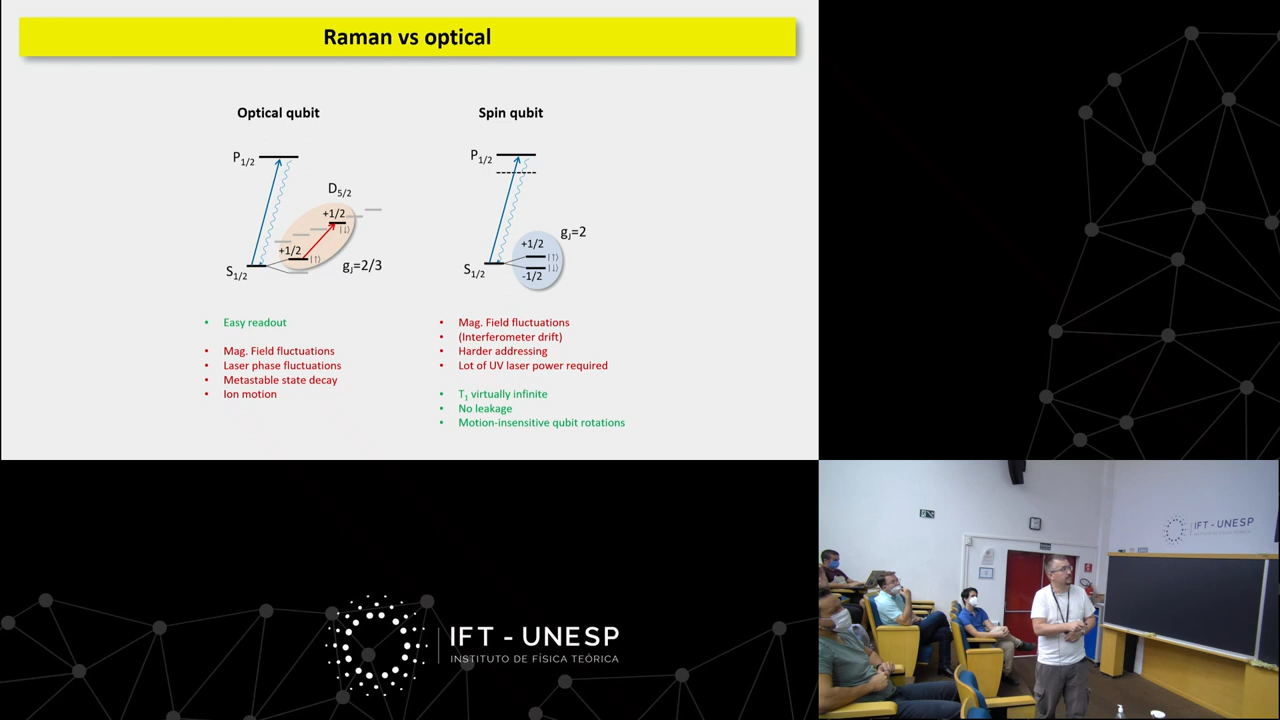 Raman vs optical
Optical qubit
P1/2
D5/2
+1/2
|↓⟩
+1/2
|↑⟩
S1/2
gJ=2/3
• Easy readout
• Mag. Field fluctuations
• Laser phase fluctuations
• Metastable state decay
• Ion motion
Spin qubit
P1/2
gJ=2
+1/2
|↑⟩
S1/2
|↓⟩
-1/2
• Mag. Field fluctuations
• (Interferometer drift)
• Harder addressing
• Lot of UV laser power required
• T1 virtually infinite
• No leakage
• Motion-insensitive qubit rotations
IFT - UNESP
INSTITUTO DE FÍSICA TEÓRICA
IFT - UNESP